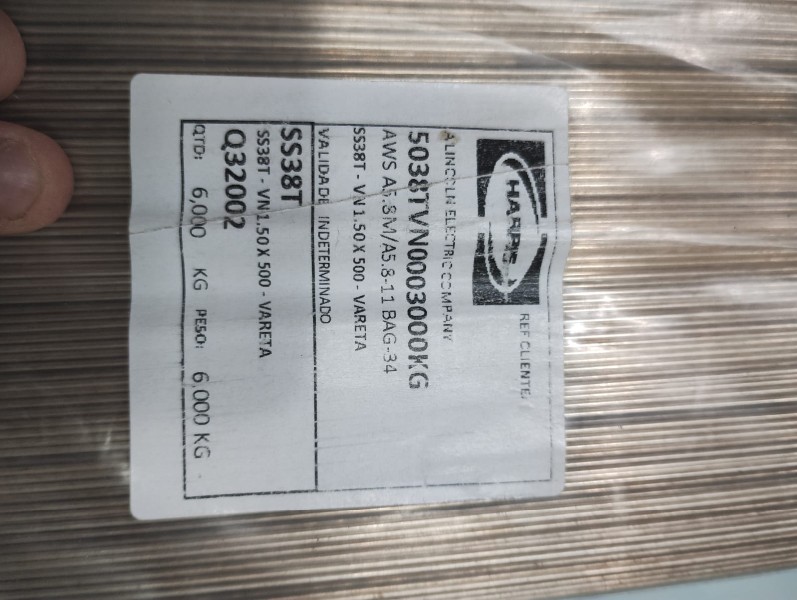 HARRIS
REF CLIENTE:
A LINCOLN ELECTRIC COMPANY
5038TVN0003000KG
AWS A5.8M/A5.8-11 BAG-34
SS38T - VN 1.50 X 500 - VARETA
VALIDADE INDETERMINADO
SS38T
SS38T - VN 1.50 X 500 - VARETA
Q32002
QTD: 6,000 KG PESO: 6,000 KG